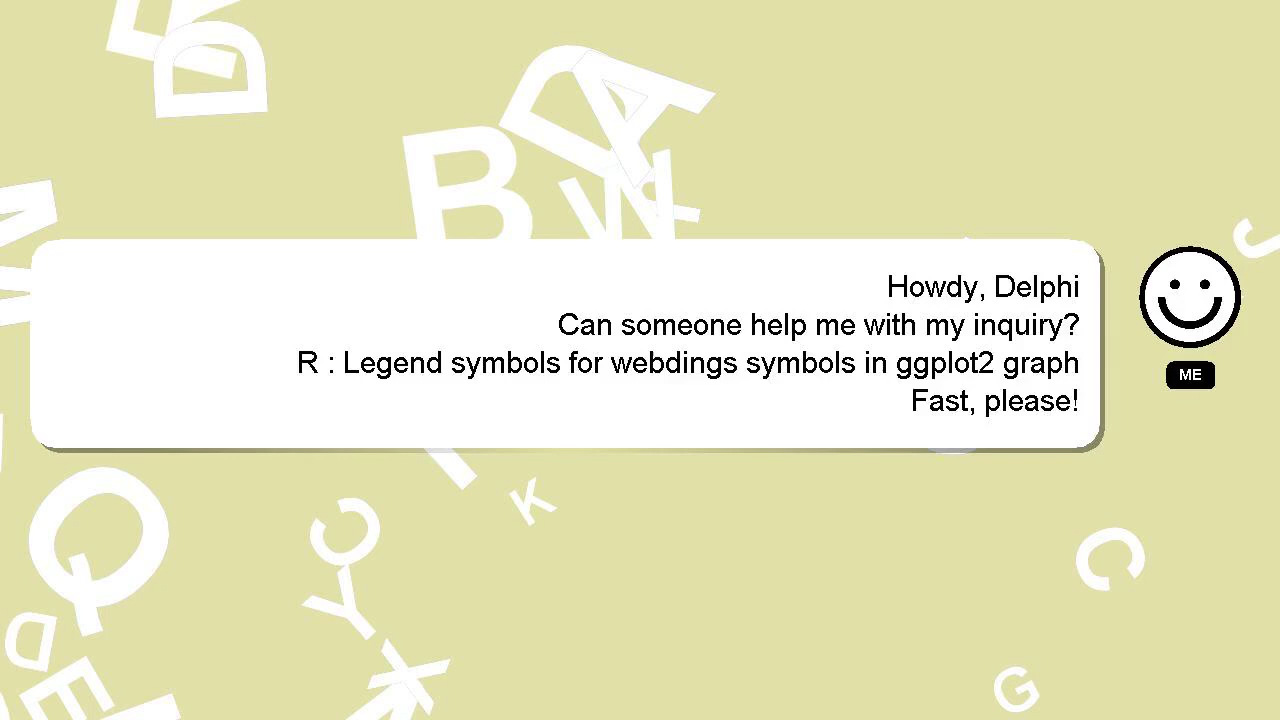 Howdy, Delphi
Can someone help me with my inquiry?
R : Legend symbols for webdings symbols in ggplot2 graph
Fast, please!
ME
D
A
B
W
J
Q
K
C
Y
C
D
E
X
G